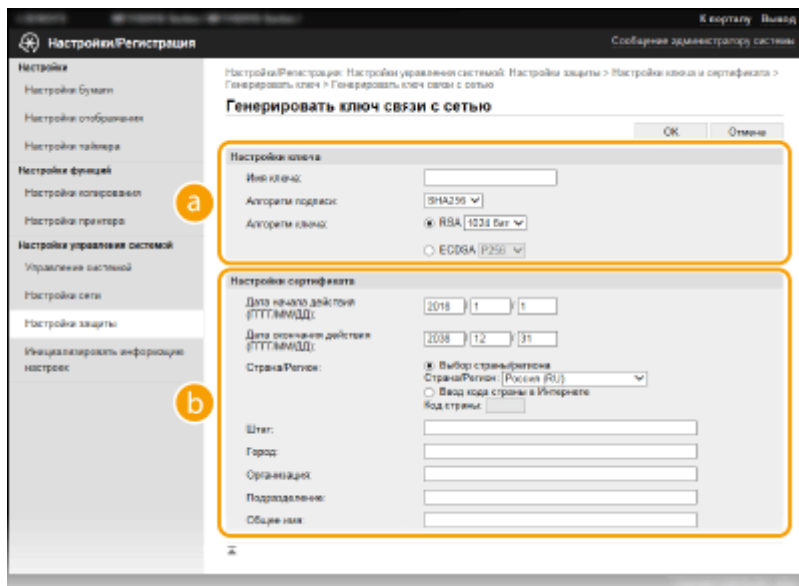 К порталу Выход
Настройки/Регистрация
Сообщение администратору системы
Настройки
Настройки бумаги
Настройки отображения
Настройки таймера
Настройки функций
Настройки копирования
Настройки принтера
Настройки управления системой
Управление системой
Настройки сети
Настройки защиты
Инициализировать информацию
настроек
Настройки/Регистрация: Настройки управления системой: Настройки защиты > Настройки ключа и сертификата >
Генерировать ключ > Генерировать ключ связи с сетью
Генерировать ключ связи с сетью
OK Отмена
a
Настройки ключа
Имя ключа:
Алгоритм подписи: SHA256
Алгоритм ключа: RSA 1024 бит
ECDSA P256
b
Настройки сертификата
Дата начала действия
(ГГГГ/ММ/ДД): 2018 / 1 / 1
Дата окончания действия
(ГГГГ/ММ/ДД): 2038 / 12 / 31
Страна/Регион: Выбор страны/региона
Страна/Регион: Россия (RU)
Ввод кода страны в Интернете
Код страны:
Штат:
Город:
Организация:
Подразделение:
Общее имя: